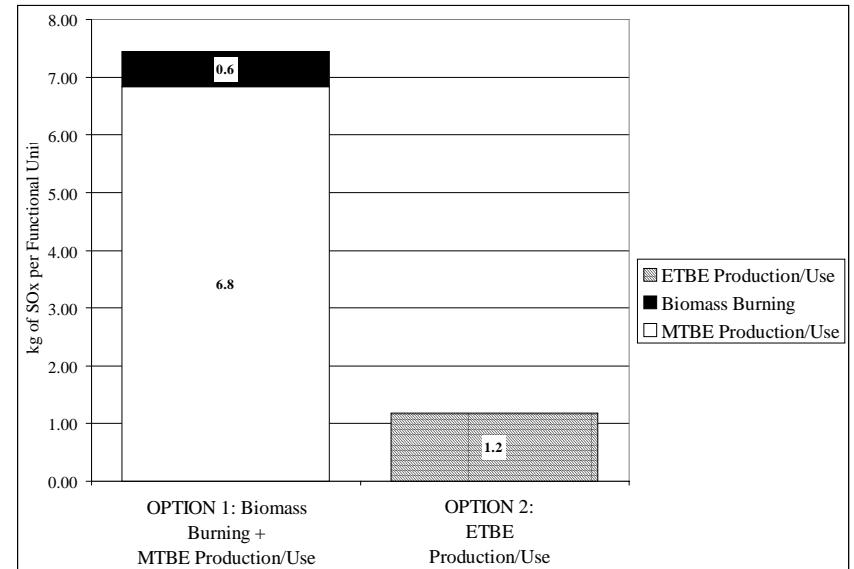 8.00
7.00
6.00
5.00
4.00
3.00
2.00
1.00
0.00
kg of SOx per Functional Unit
0.6
6.8
1.2
OPTION 1: Biomass
Burning +
MTBE Production/Use
OPTION 2:
ETBE
Production/Use
ETBE Production/Use
Biomass Burning
MTBE Production/Use